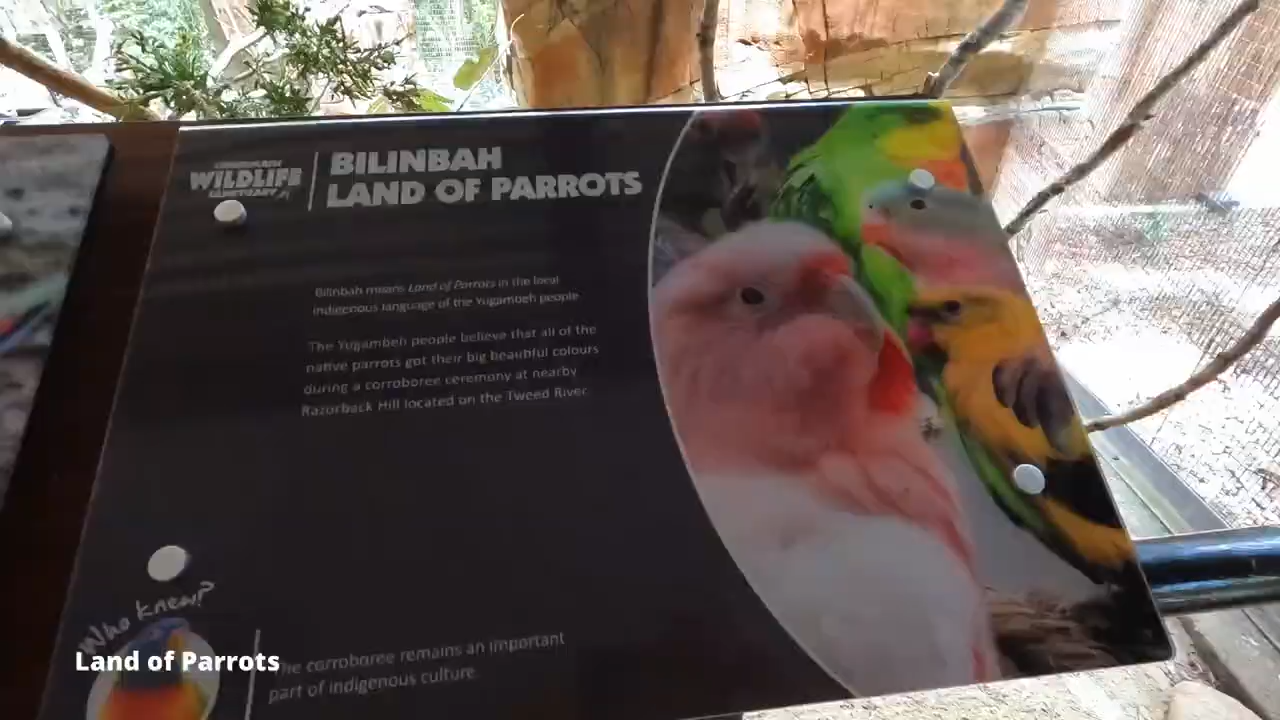 WILDLIFE
BILINBAH
LAND OF PARROTS
Bilinbah means Land of Parrots in the local
indigenous language of the Yugambeh people
The Yugambeh people believe that all of the
native parrots got their big beautiful colours
during a corroboree ceremony at nearby
Razorback Hill located on the Tweed River.
Who knew?
Land of Parrots
The corroboree remains an important
part of indigenous culture.